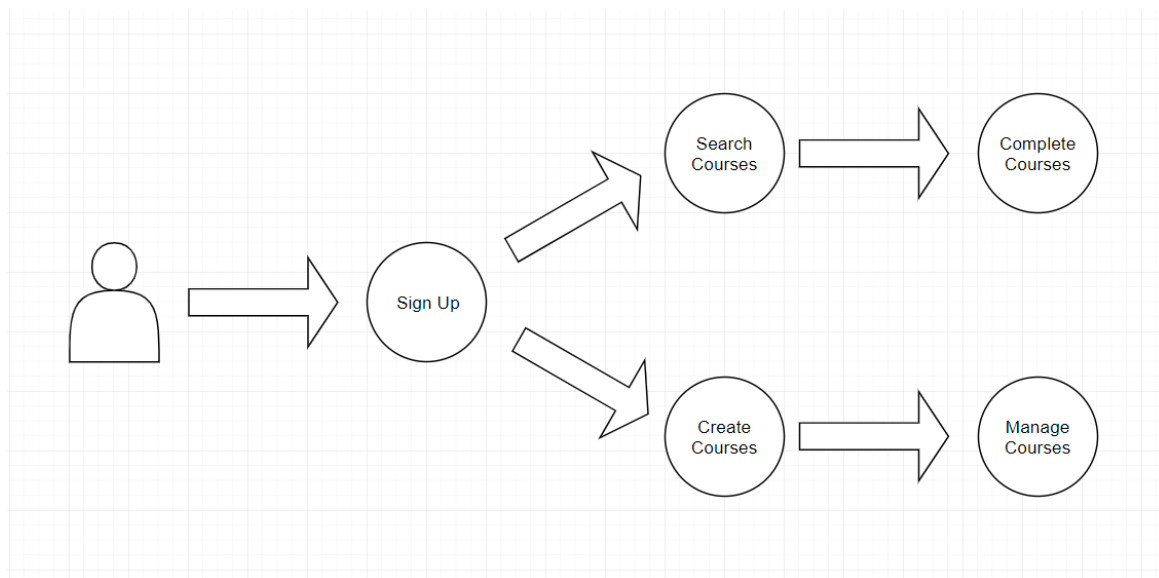 Search
Courses
Complete
Courses
Sign Up
Create
Courses
Manage
Courses